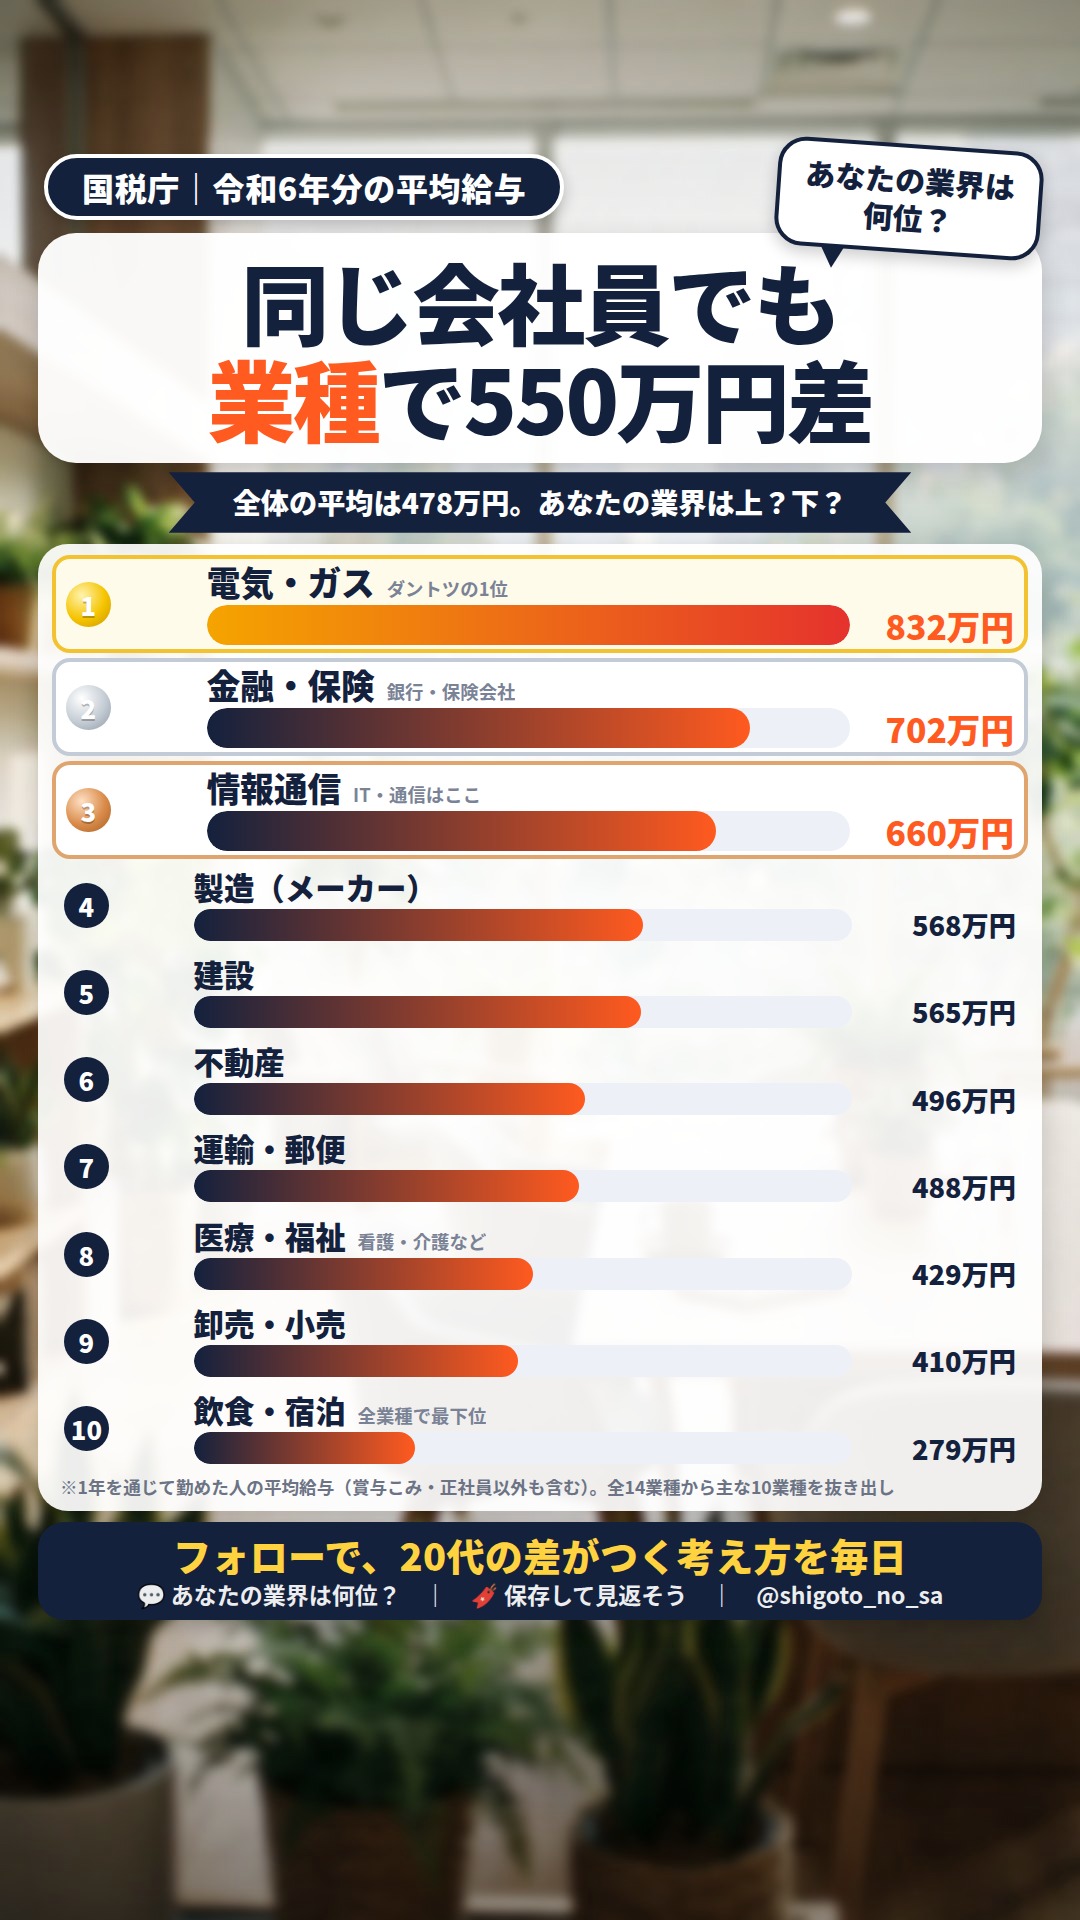 国税庁｜令和6年分の平均給与
あなたの業界は
何位？
同じ会社員でも
業種で550万円差
全体の平均は478万円。あなたの業界は上？下？
1 電気・ガス ダントツの1位 832万円
2 金融・保険 銀行・保険会社 702万円
3 情報通信 IT・通信はここ 660万円
4 製造（メーカー） 568万円
5 建設 565万円
6 不動産 496万円
7 運輸・郵便 488万円
8 医療・福祉 看護・介護など 429万円
9 卸売・小売 410万円
10 飲食・宿泊 全業種で最下位 279万円
※1年を通じて勤めた人の平均給与（賞与こみ・正社員以外も含む）。全14業種から主な10業種を抜き出し
フォローで、20代の差がつく考え方を毎日
💬 あなたの業界は何位？ ｜ 🔖 保存して見返そう ｜ @shigoto_no_sa